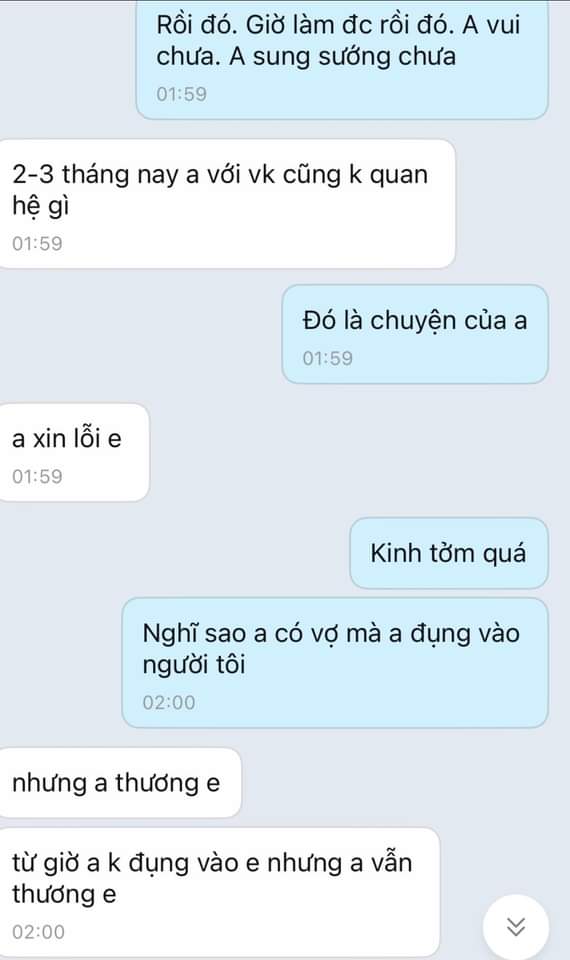 Rồi đó. Giờ làm đc rồi đó. A vui
chưa. A sung sướng chưa
01:59
2-3 tháng nay a với vk cũng k quan
hệ gì
01:59
Đó là chuyện của a
01:59
a xin lỗi e
01:59
Kinh tởm quá
Nghĩ sao a có vợ mà a đụng vào
người tôi
02:00
nhưng a thương e
từ giờ a k đụng vào e nhưng a vẫn
thương e
02:00